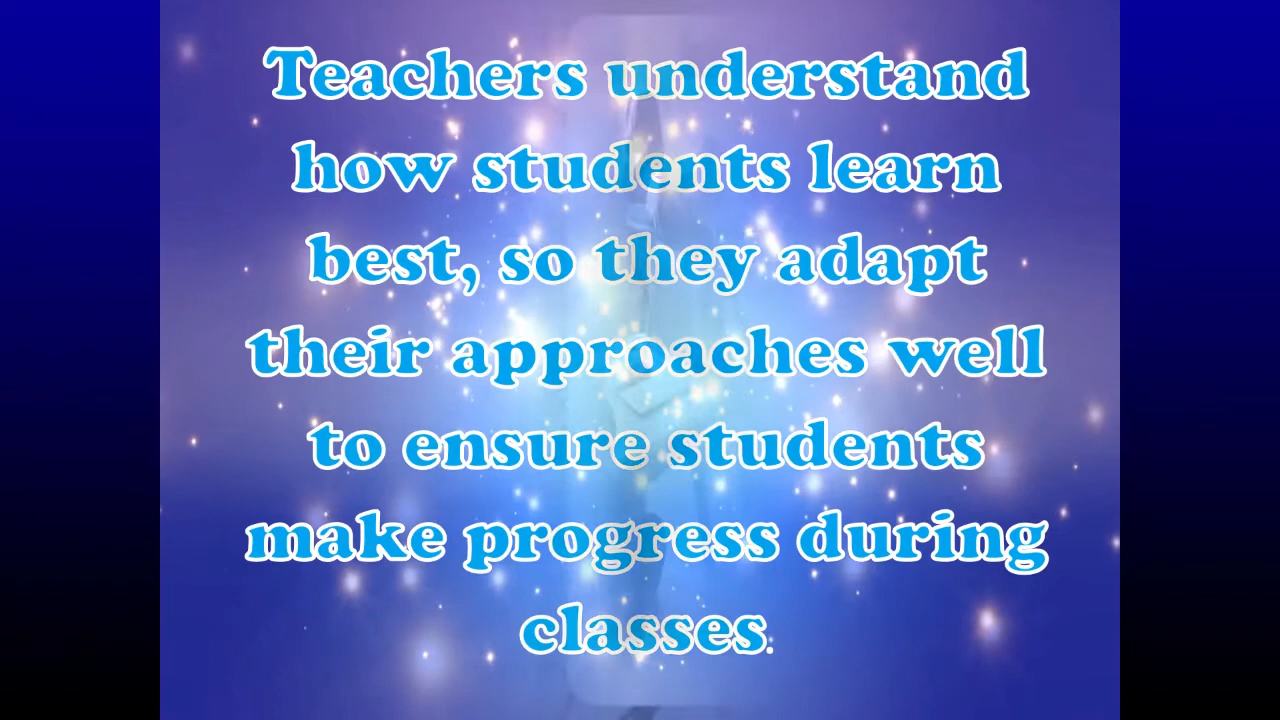 Teachers understand
how students learn
best, so they adapt
their approaches well
to ensure students
make progress during
classes.